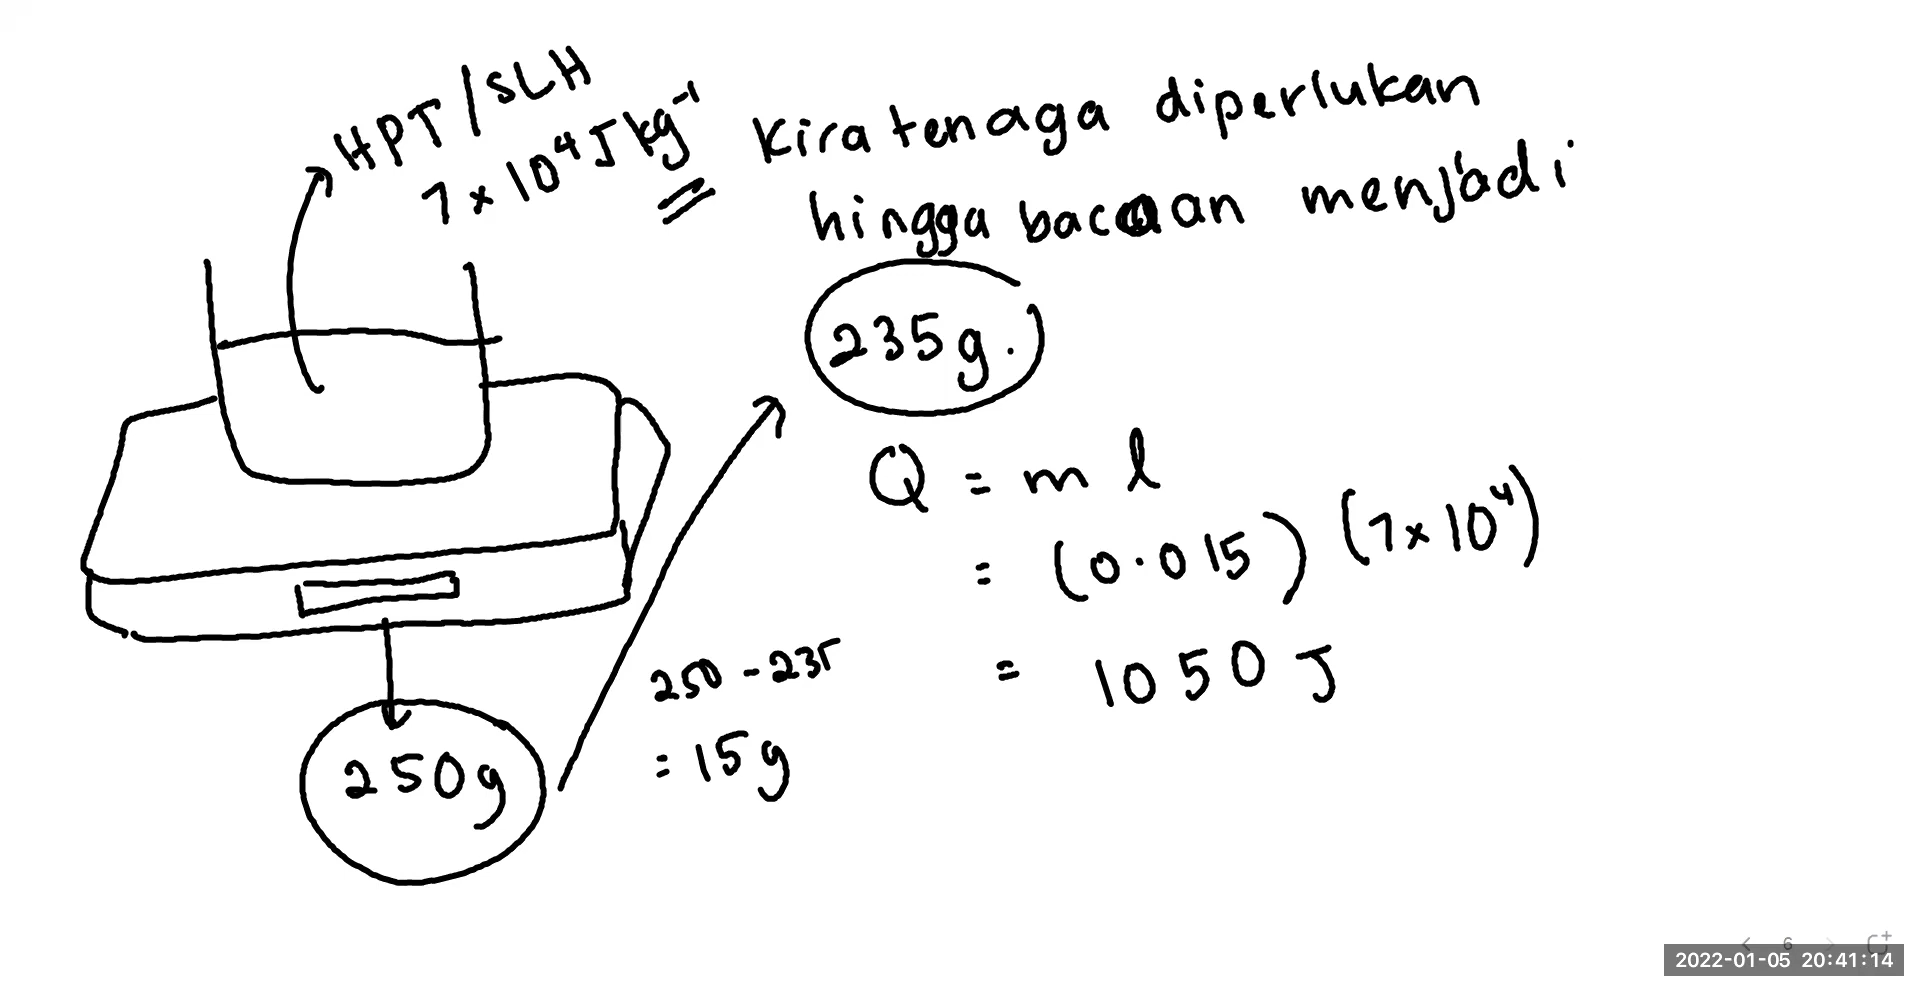 HPT/SLH
7 × 10⁴ J kg⁻¹
Kira tenaga diperlukan
hingga bacaan menjadi
235g.
Q = m l
= (0.015) (7×10⁴)
= 1050 J
250 - 235
= 15g
250g
6
2022-01-05 20:41:14